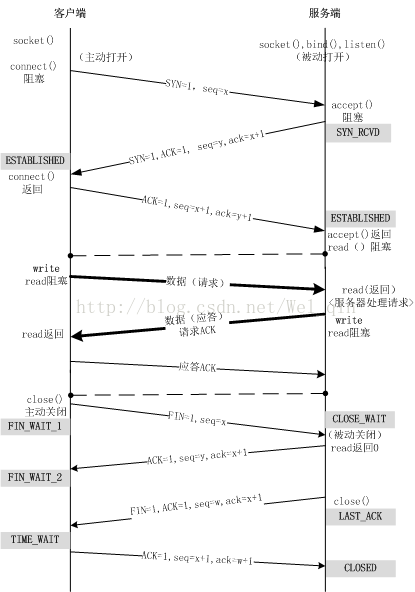 客户端 服务端
socket()
socket(),bind(),listen()
connect() （主动打开） （被动打开）
阻塞
SYN=1, seq=x
accept()
阻塞
SYN_RCVD
SYN=1,ACK=1, seq=y,ack=x+1
ESTABLISHED
connect()
返回
ACK=1,seq=x+1,ack=y+1
ESTABLISHED
accept()返回
read（）阻塞
write
read阻塞
数据（请求）
read(返回)
<服务器处理请求>
http://blog.csdn.net/WeLqin
数据（应答）
请求ACK
write
read阻塞
read返回
应答ACK
close()
主动关闭
FIN=1,seq=x
FIN_WAIT_1
CLOSE_WAIT
(被动关闭)
read返回0
ACK=1,seq=y,ack=x+1
FIN_WAIT_2
close()
FIN=1,ACK=1,seq=w,ack=x+1
LAST_ACK
TIME_WAIT
ACK=1,seq=x+1,ack=w+1
CLOSED